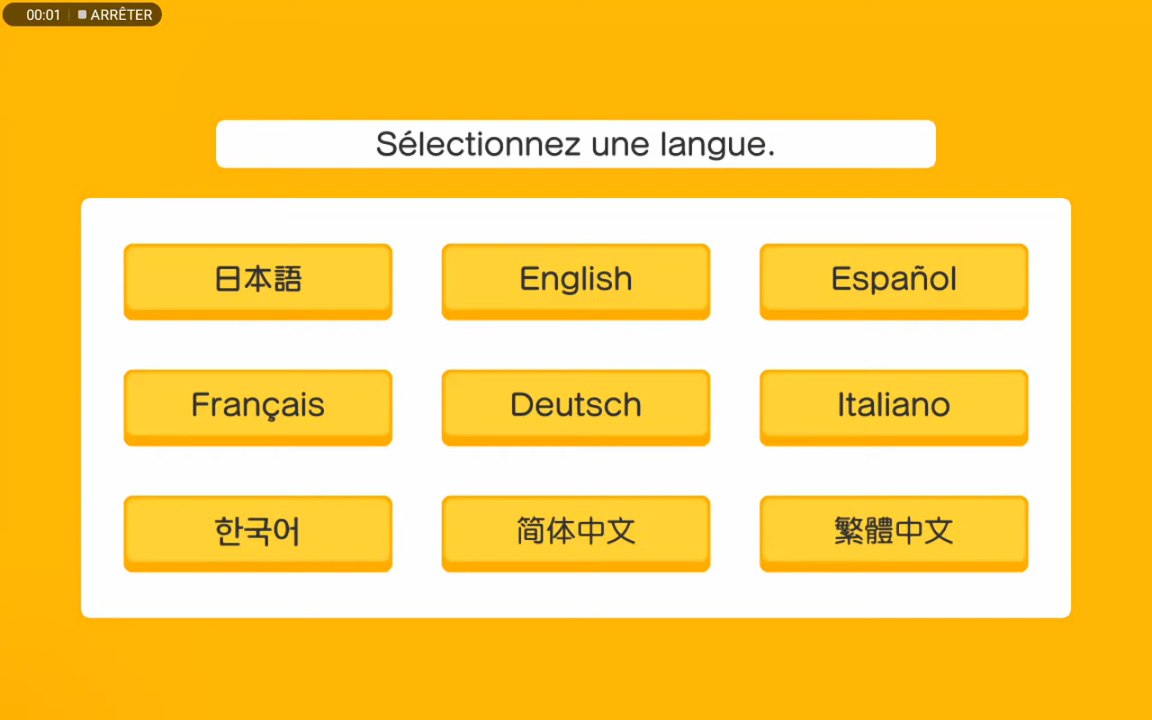 00:01 ARRÊTER
Sélectionnez une langue.
日本語 English Español
Français Deutsch Italiano
한국어 简体中文 繁體中文